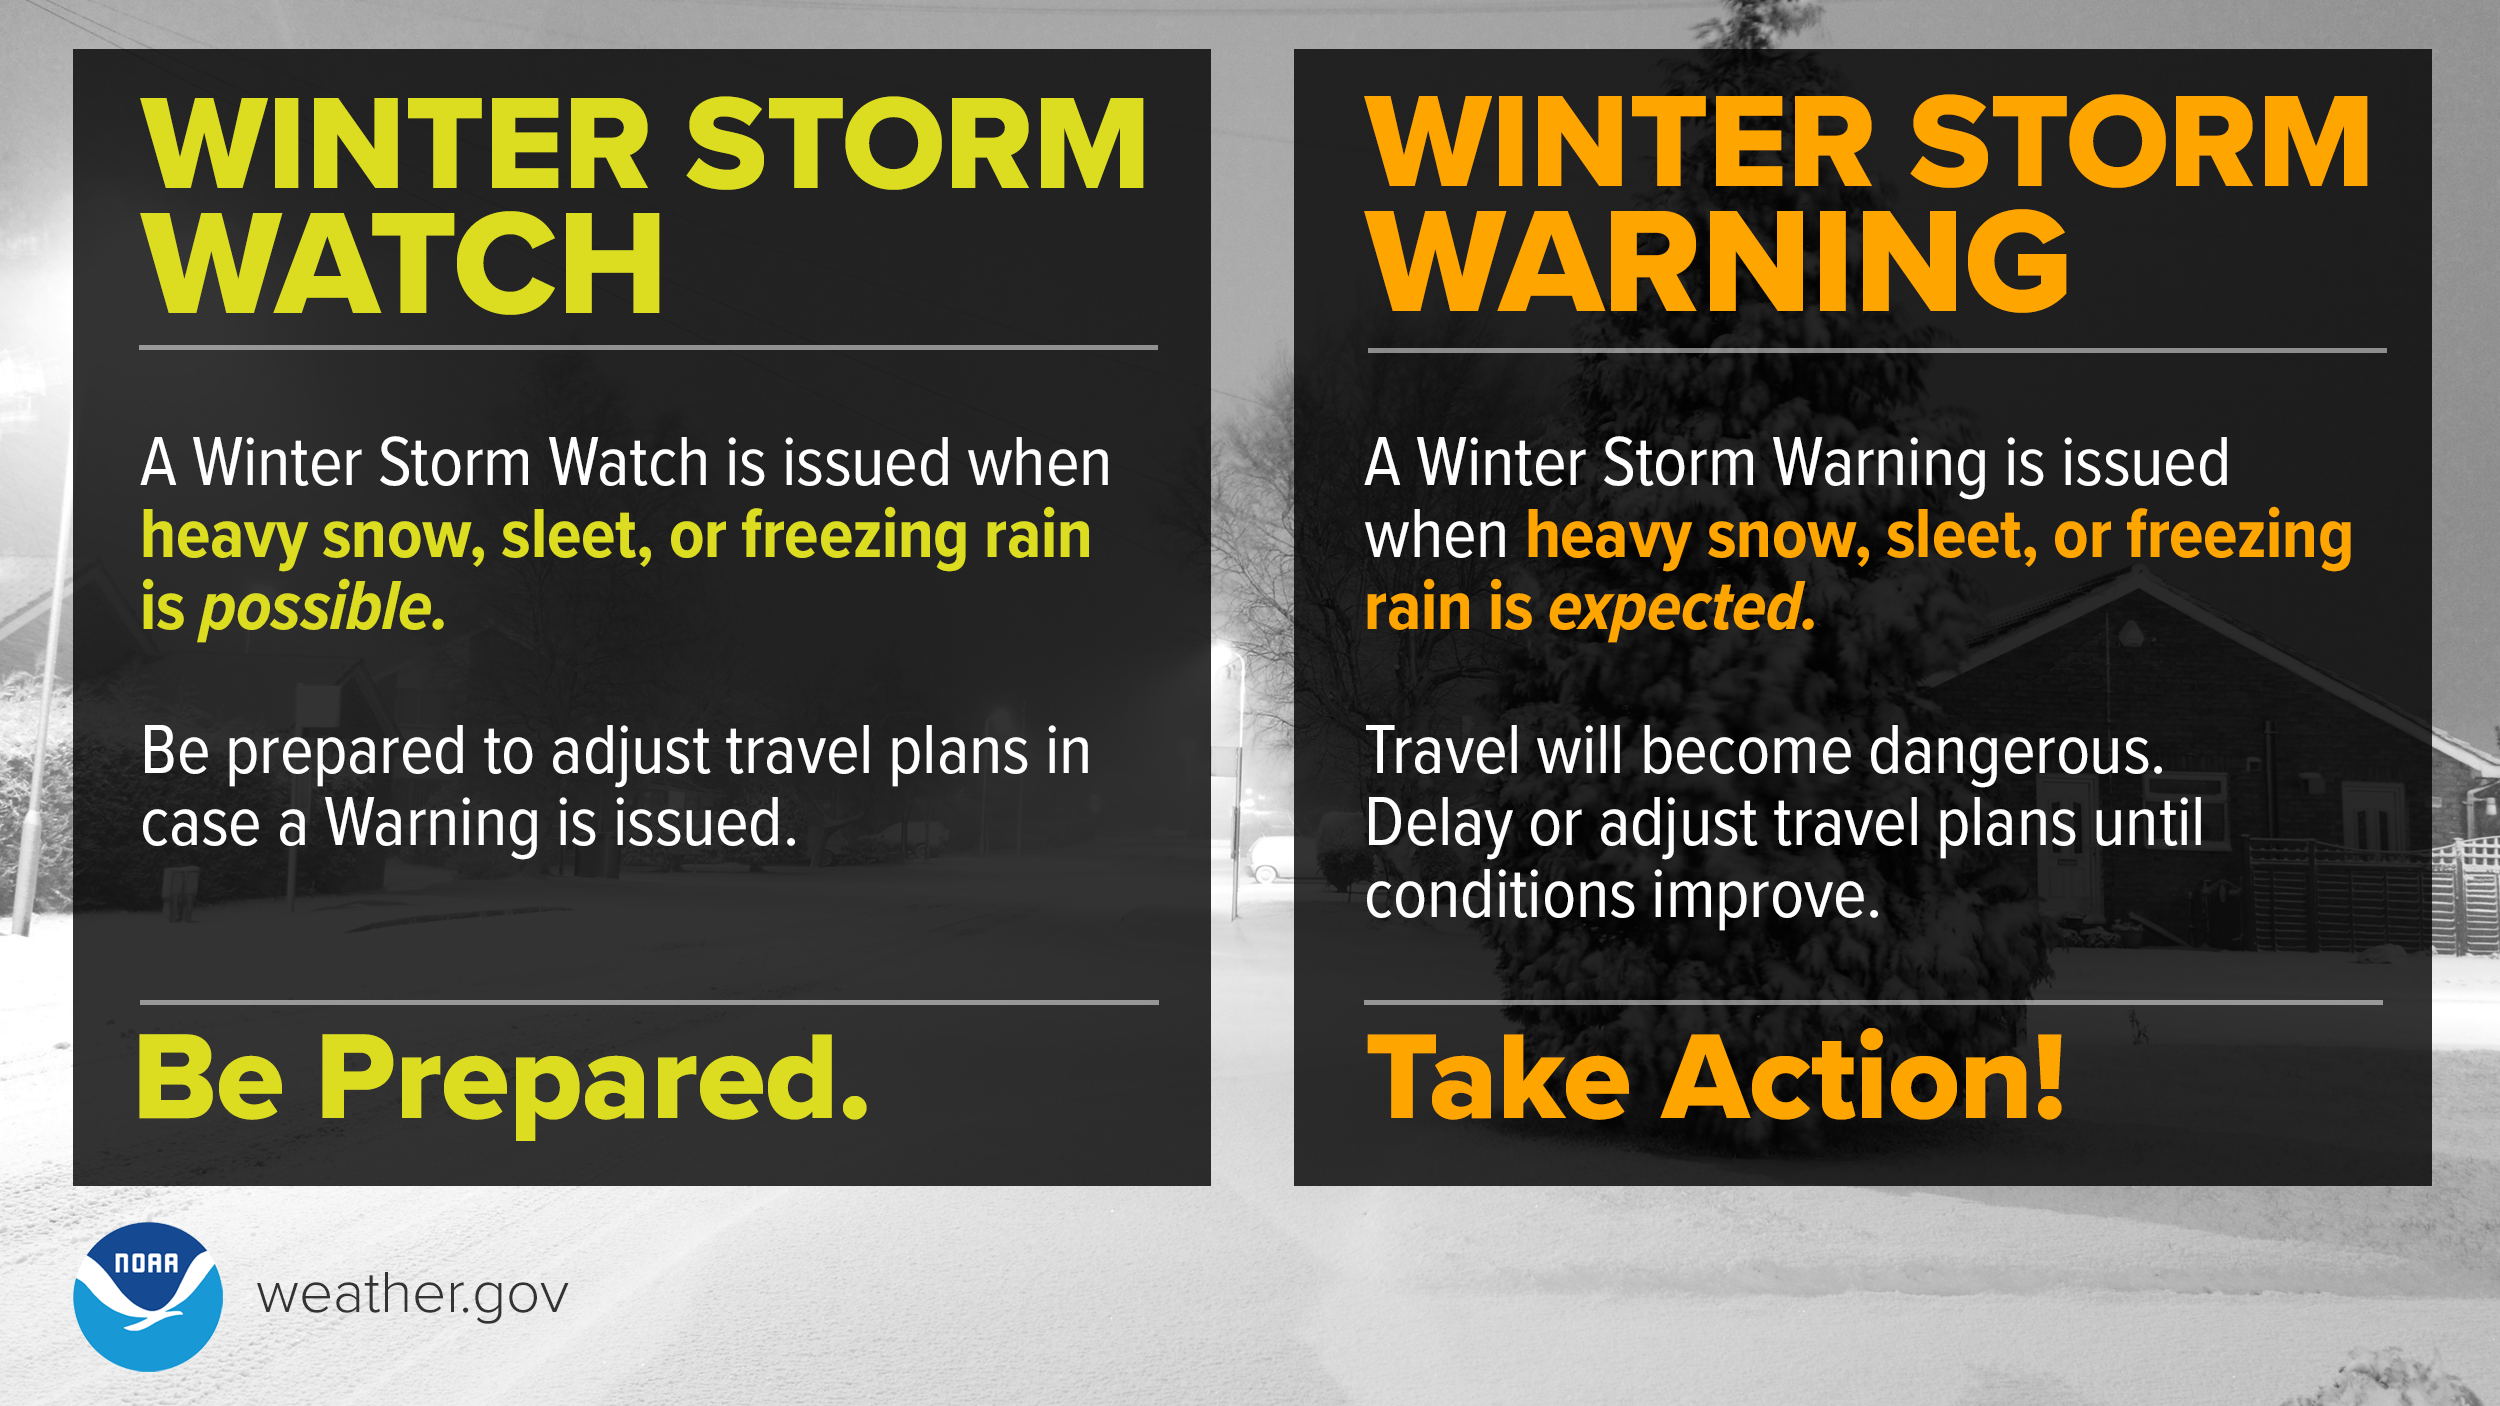 WINTER STORM
WATCH
A Winter Storm Watch is issued when
heavy snow, sleet, or freezing rain
is possible.
Be prepared to adjust travel plans in
case a Warning is issued.
Be Prepared.
WINTER STORM
WARNING
A Winter Storm Warning is issued
when heavy snow, sleet, or freezing
rain is expected.
Travel will become dangerous.
Delay or adjust travel plans until
conditions improve.
Take Action!
NOAA
weather.gov